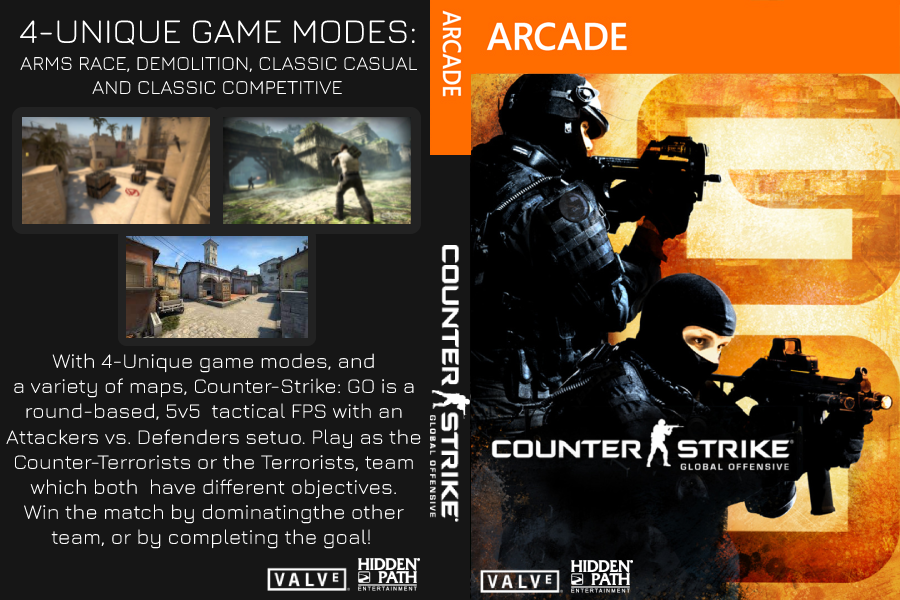 4-UNIQUE GAME MODES:
ARMS RACE, DEMOLITION, CLASSIC CASUAL
AND CLASSIC COMPETITIVE
With 4-Unique game modes, and
a variety of maps, Counter-Strike: GO is a
round-based, 5v5 tactical FPS with an
Attackers vs. Defenders setuo. Play as the
Counter-Terrorists or the Terrorists, team
which both have different objectives.
Win the match by dominatingthe other
team, or by completing the goal!
VALVE
HIDDEN
PATH
ENTERTAINMENT
ARCADE
COUNTER STRIKE
GLOBAL OFFENSIVE
ARCADE
COUNTER STRIKE
GLOBAL OFFENSIVE
VALVE
HIDDEN
PATH
ENTERTAINMENT